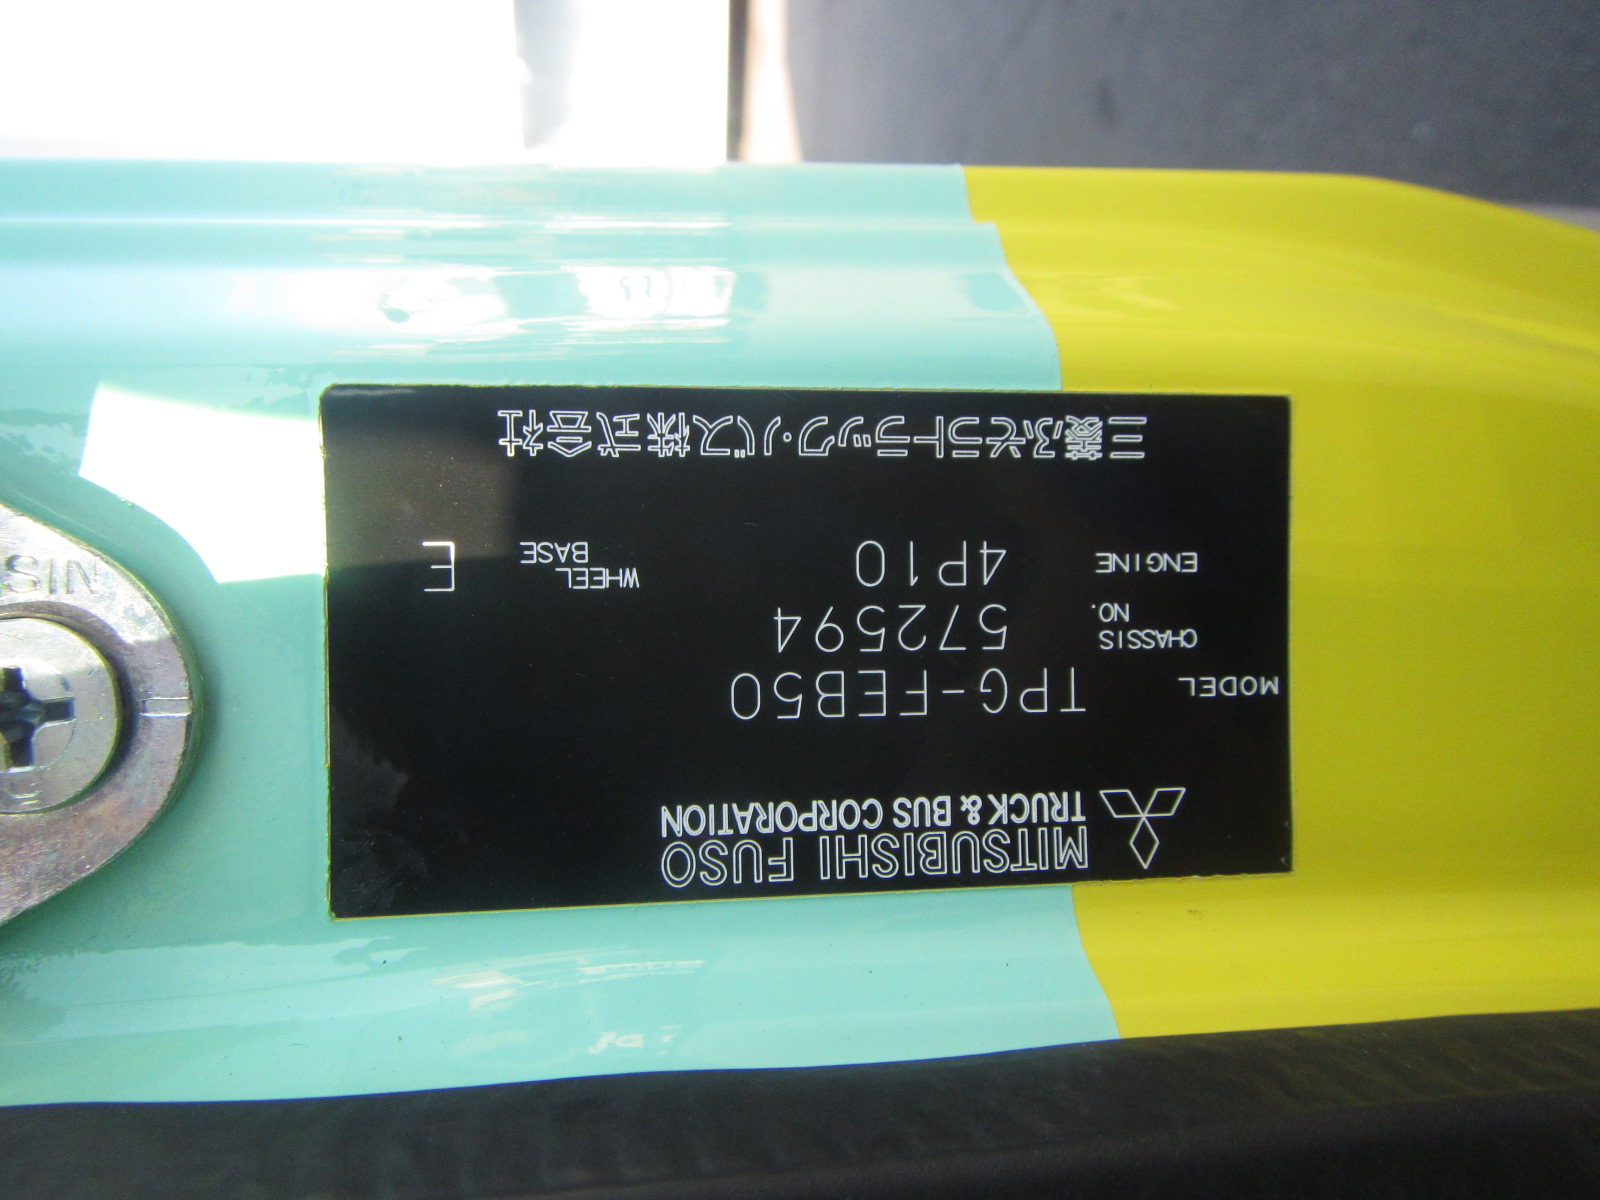 MITSUBISHI FUSO
TRUCK & BUS CORPORATION
MODEL TPG-FEB50
CHASSIS NO. 572594
ENGINE 4P10 WHEEL BASE E
三菱ふそうトラック・バス株式会社